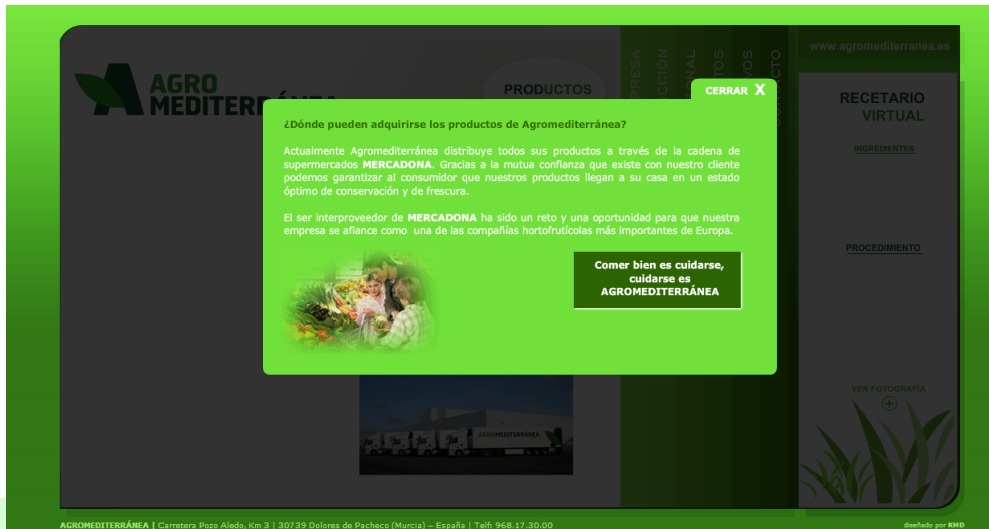 www.agromediterranea.es
AGRO
MEDITERRÁNEA
PRODUCTOS
CERRAR X
RECETARIO
VIRTUAL
INGREDIENTES
¿Dónde pueden adquirirse los productos de Agromediterránea?
Actualmente Agromediterránea distribuye todos sus productos a través de la cadena de
supermercados MERCADONA. Gracias a la mutua confianza que existe con nuestro cliente
podemos garantizar al consumidor que nuestros productos llegan a su casa en un estado
óptimo de conservación y de frescura.
El ser interproveedor de MERCADONA ha sido un reto y una oportunidad para que nuestra
empresa se afiance como una de las compañías hortofrutícolas más importantes de Europa.
PROCEDIMIENTO
Comer bien es cuidarse,
cuidarse es
AGROMEDITERRÁNEA
VER FOTOGRAFÍA
AGROMEDITERRÁNEA
AGROMEDITERRÁNEA | Carretera Pozo Aledo, Km 3 | 30739 Dolores de Pacheco (Murcia) – España | Telf: 968.17.30.00
diseñado por KMD